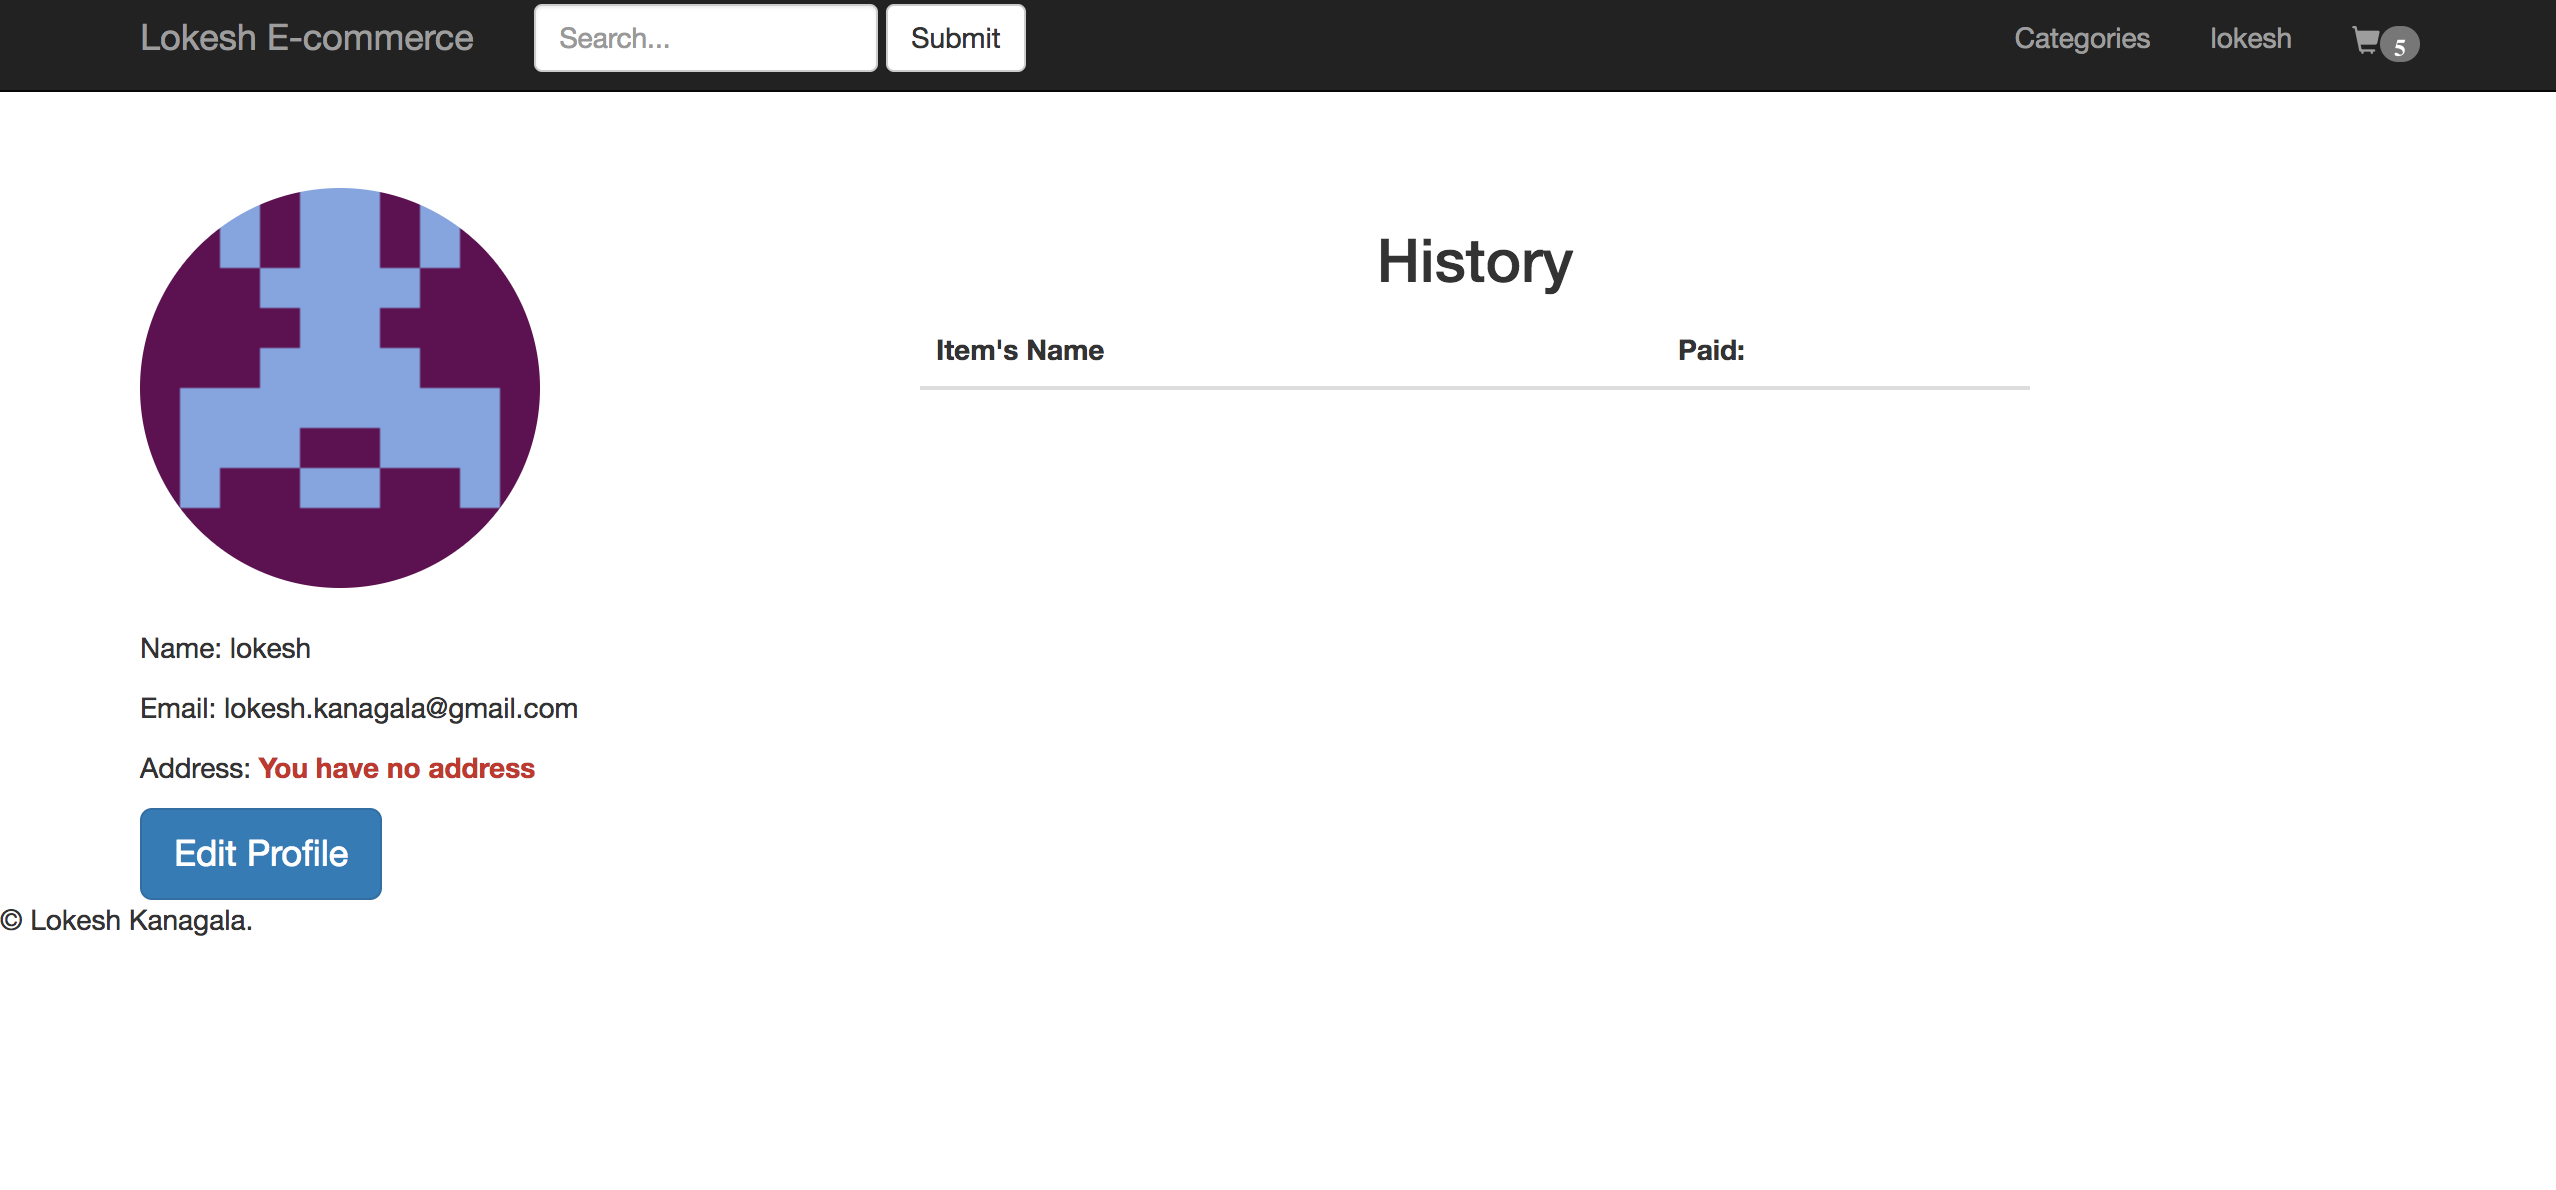 Lokesh E-commerce Search... Submit Categories lokesh 5
History
Item's Name Paid:
Name: lokesh
Email: lokesh.kanagala@gmail.com
Address: You have no address
Edit Profile
© Lokesh Kanagala.